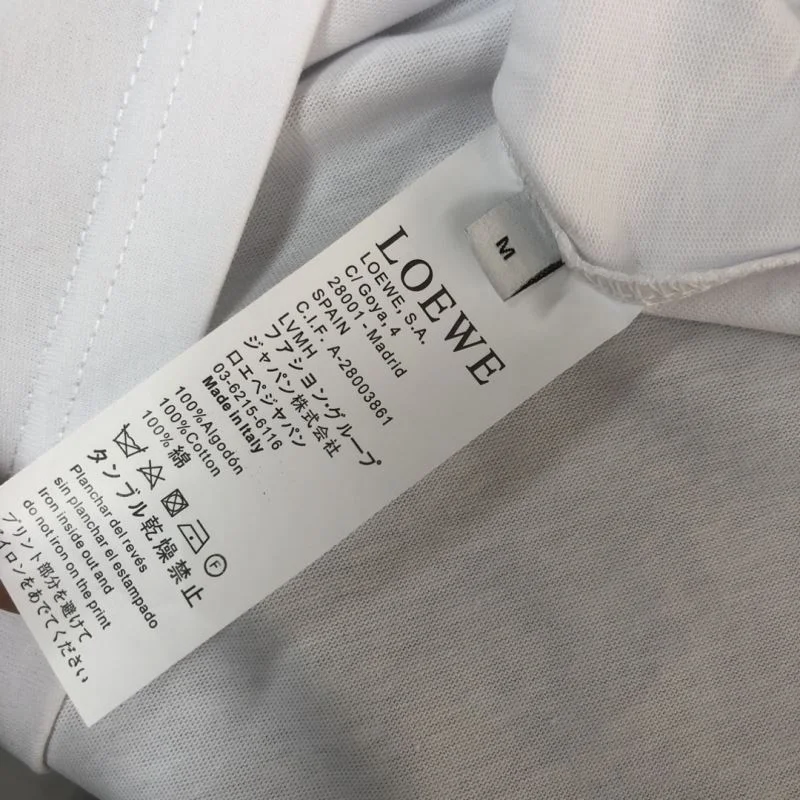 M
LOEWE
LOEWE, S.A.
C/ Goya, 4
28001 - Madrid
SPAIN
C.I.F. A-28003861
LVMH
ファション・グループ
ジャパン株式会社
ロエベジャパン
03-6215-6116
Made in Italy
100%Algodón
100%Cotton
100% 綿
F
タンブル乾燥禁止
Planchar del revés
sin planchar el estampado
Iron inside out and
do not Iron on the print
プリント部分を避けて
イロンをあでてください